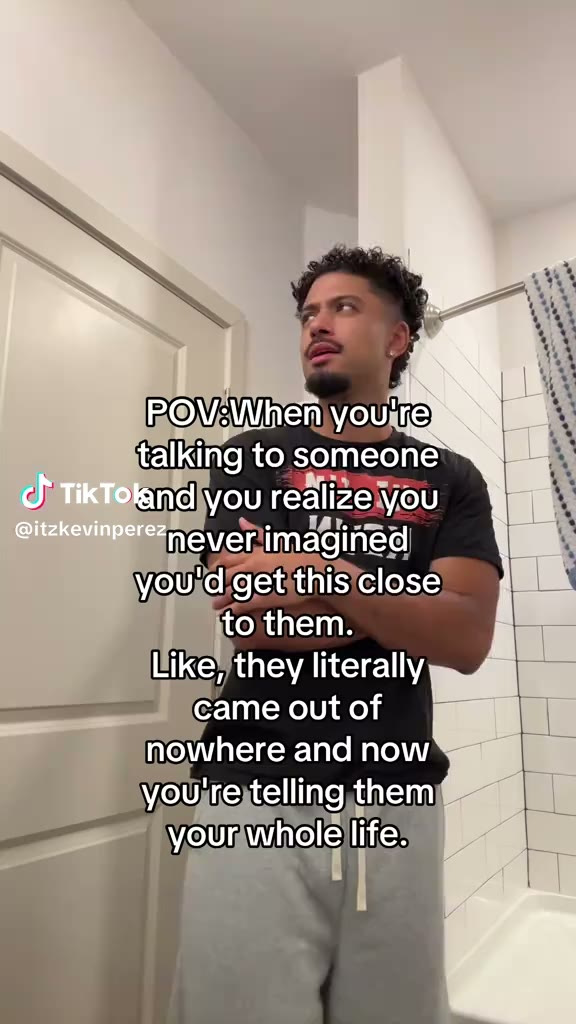 POV:When you're
talking to someone
and you realize you
never imagined
you'd get this close
to them.
Like, they literally
came out of
nowhere and now
you're telling them
your whole life.
TikTok
@itzkevinperez